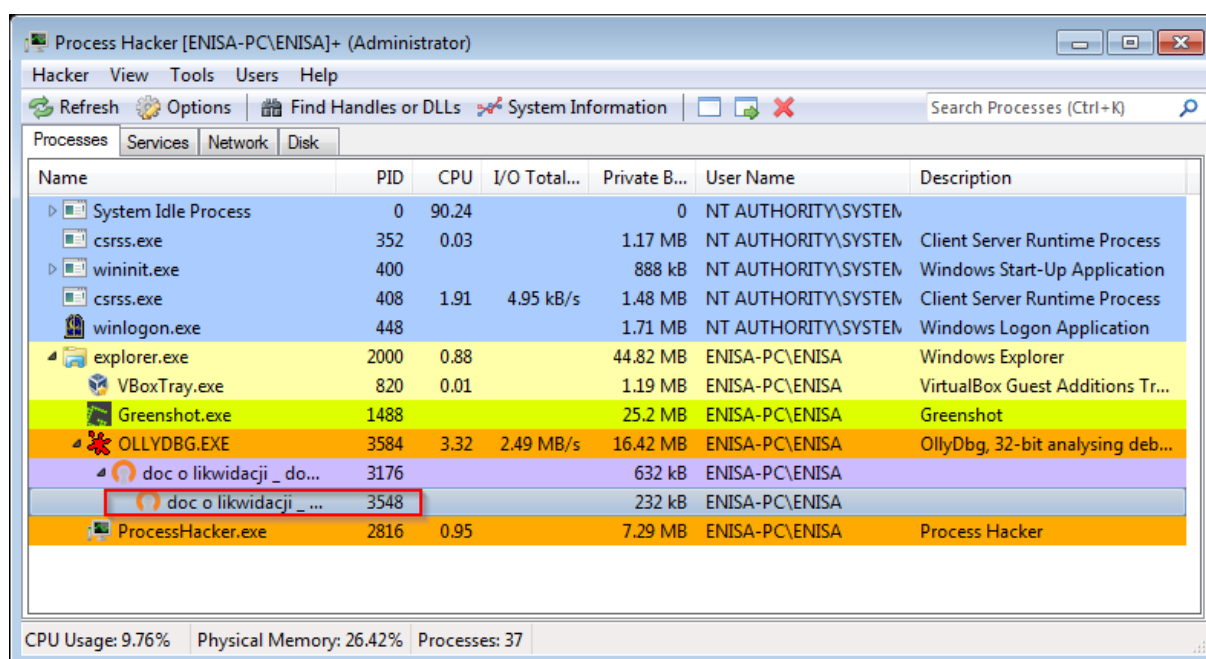 Process Hacker [ENISA-PC\ENISA]+ (Administrator)
Hacker View Tools Users Help
Refresh Options Find Handles or DLLs System Information Search Processes (Ctrl+K)
Processes Services Network Disk
Name PID CPU I/O Total... Private B... User Name Description
System Idle Process 0 90.24 0 NT AUTHORITY\SYSTEM
csrss.exe 352 0.03 1.17 MB NT AUTHORITY\SYSTEM Client Server Runtime Process
wininit.exe 400 888 kB NT AUTHORITY\SYSTEM Windows Start-Up Application
csrss.exe 408 1.91 4.95 kB/s 1.48 MB NT AUTHORITY\SYSTEM Client Server Runtime Process
winlogon.exe 448 1.71 MB NT AUTHORITY\SYSTEM Windows Logon Application
explorer.exe 2000 0.88 44.82 MB ENISA-PC\ENISA Windows Explorer
VBoxTray.exe 820 0.01 1.19 MB ENISA-PC\ENISA VirtualBox Guest Additions Tr...
Greenshot.exe 1488 25.2 MB ENISA-PC\ENISA Greenshot
OLLYDBG.EXE 3584 3.32 2.49 MB/s 16.42 MB ENISA-PC\ENISA OllyDbg, 32-bit analysing deb...
doc o likwidacji _ do... 3176 632 kB ENISA-PC\ENISA
doc o likwidacji _ ... 3548 232 kB ENISA-PC\ENISA
ProcessHacker.exe 2816 0.95 7.29 MB ENISA-PC\ENISA Process Hacker
CPU Usage: 9.76% Physical Memory: 26.42% Processes: 37